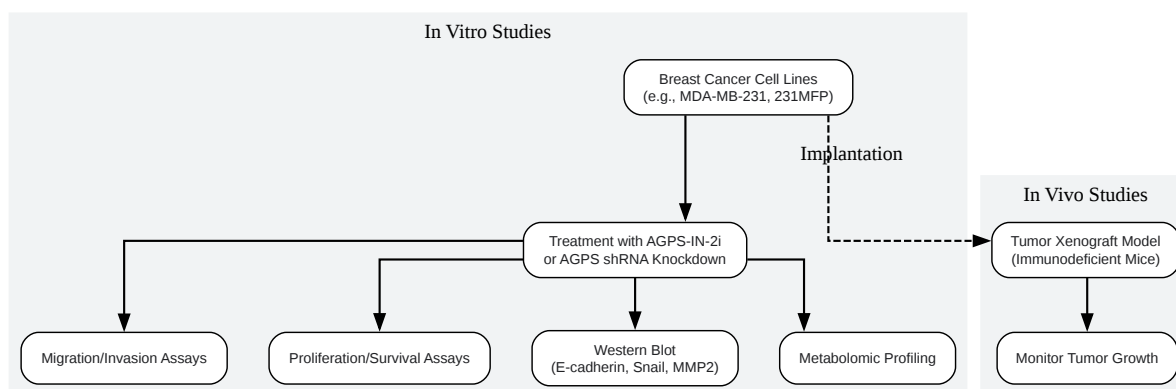 In Vitro Studies
Breast Cancer Cell Lines
(e.g., MDA-MB-231, 231MFP)
Implantation
In Vivo Studies
Treatment with AGPS-IN-2i
or AGPS shRNA Knockdown
Tumor Xenograft Model
(Immunodeficient Mice)
Migration/Invasion Assays
Proliferation/Survival Assays
Western Blot
(E-cadherin, Snail, MMP2)
Metabolomic Profiling
Monitor Tumor Growth